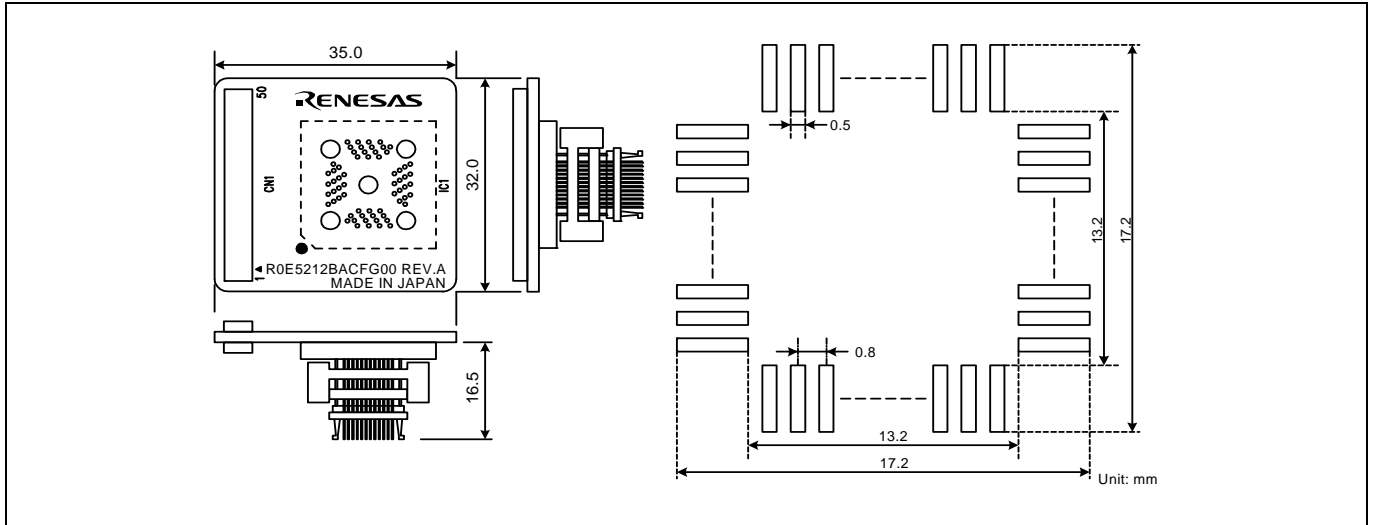 35.0
50
RENESAS
CN1
IC1
32.0
1
R0E5212BACFG00 REV.A
MADE IN JAPAN
16.5
0.5
13.2
17.2
0.8
13.2
17.2
Unit: mm